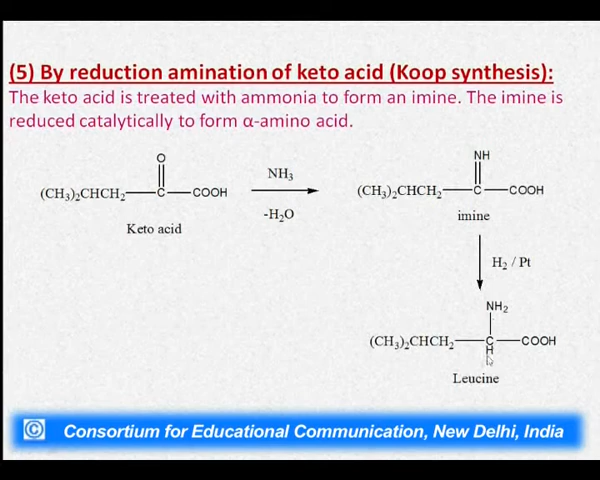 (5) By reduction amination of keto acid (Koop synthesis):
The keto acid is treated with ammonia to form an imine. The imine is
reduced catalytically to form α-amino acid.
O
(CH₃)₂CHCH₂—C—COOH
Keto acid
NH₃
-H₂O
NH
(CH₃)₂CHCH₂—C—COOH
imine
H₂ / Pt
NH₂
(CH₃)₂CHCH₂—C—COOH
H
Leucine
© Consortium for Educational Communication, New Delhi, India